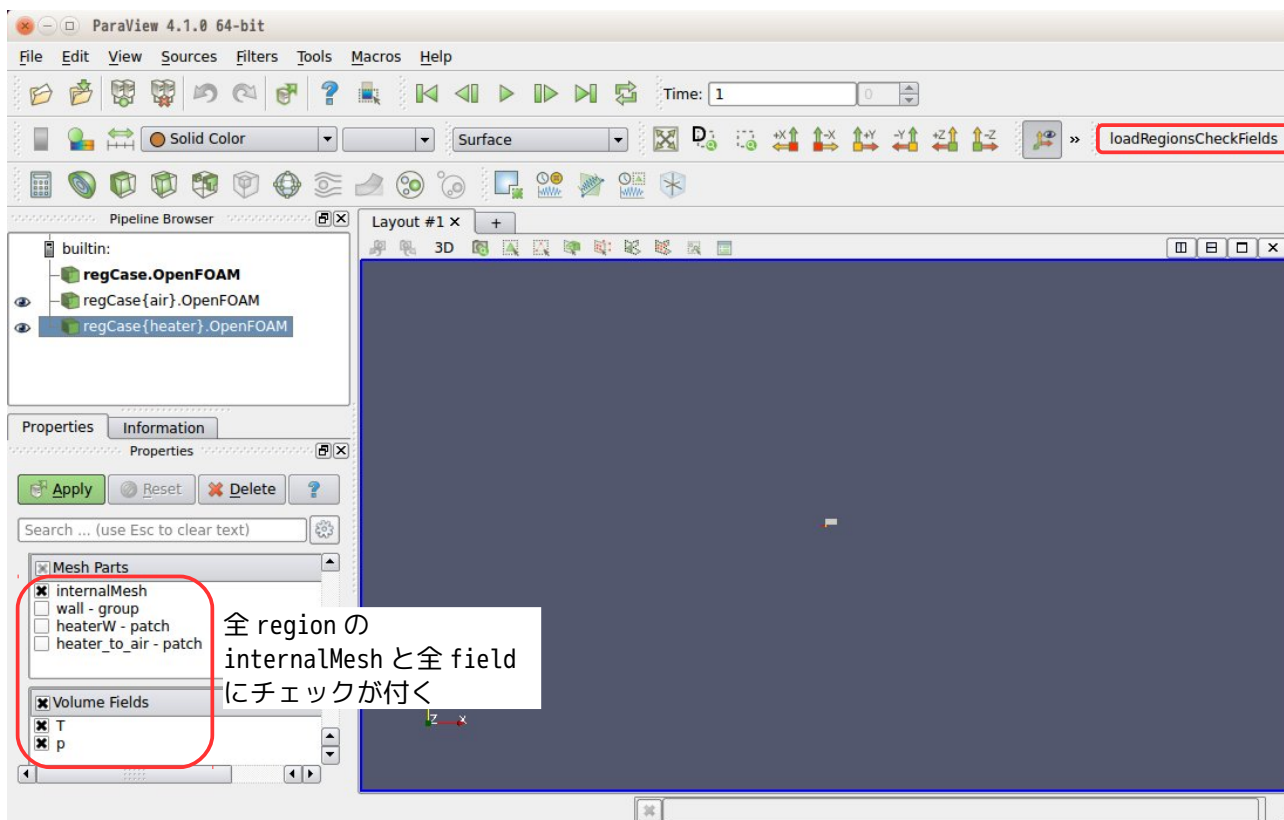 ParaView 4.1.0 64-bit
File Edit View Sources Filters Tools Macros Help
Time: 1 0
Solid Color Surface » loadRegionsCheckFields
Pipeline Browser
Layout #1 × +
3D
builtin:
regCase.OpenFOAM
regCase{air}.OpenFOAM
regCase{heater}.OpenFOAM
Properties Information
Properties
Apply Reset Delete ?
Search ... (use Esc to clear text)
Mesh Parts
internalMesh
wall - group
heaterW - patch
heater_to_air - patch
Volume Fields
T
p
全 region の
internalMesh と全 field
にチェックが付く
Z X